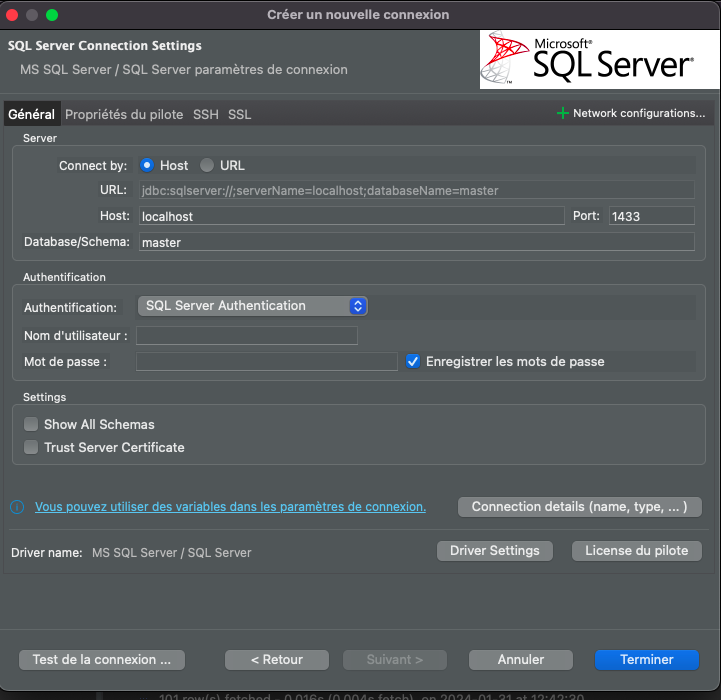 Créer un nouvelle connexion
SQL Server Connection Settings
MS SQL Server / SQL Server paramètres de connexion
Microsoft®
SQL Server®
Général Propriétés du pilote SSH SSL
Network configurations...
Server
Connect by: Host URL
URL: jdbc:sqlserver://;serverName=localhost;databaseName=master
Host: localhost Port: 1433
Database/Schema: master
Authentification
Authentification: SQL Server Authentication
Nom d'utilisateur :
Mot de passe : Enregistrer les mots de passe
Settings
Show All Schemas
Trust Server Certificate
Vous pouvez utiliser des variables dans les paramètres de connexion. Connection details (name, type, ... )
Driver name: MS SQL Server / SQL Server Driver Settings License du pilote
Test de la connexion ... < Retour Suivant > Annuler Terminer
101 row(s) fetched - 0.016s (0.004s fetch), on 2024-01-31 at 12:42:30